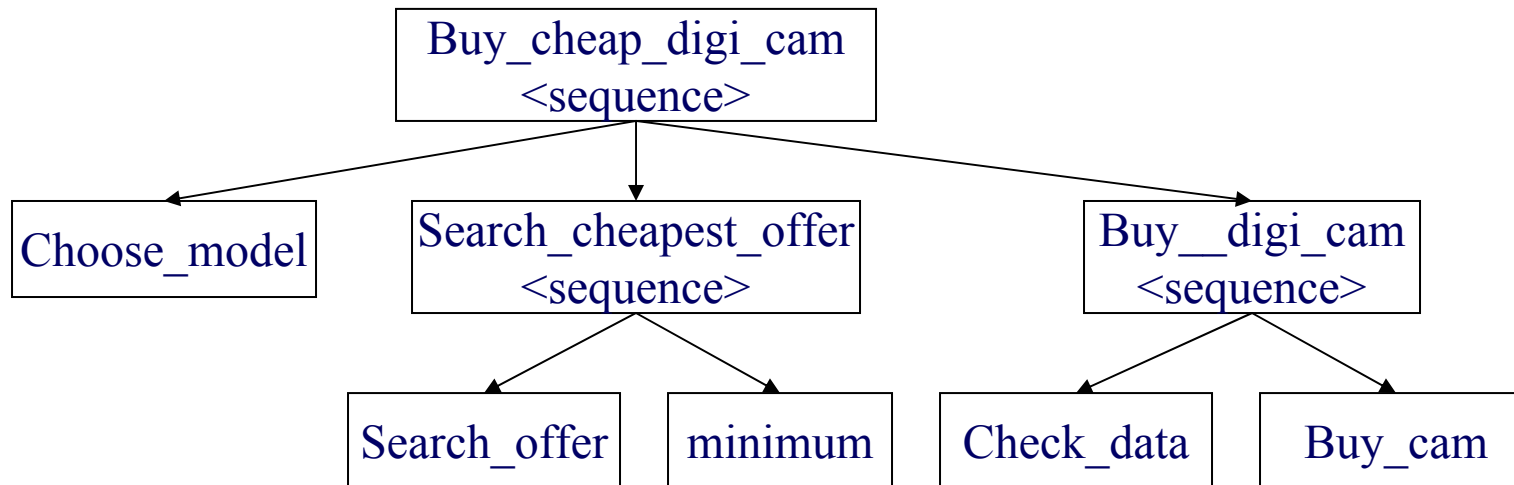 Buy_cheap_digi_cam
<sequence>
Choose_model
Search_cheapest_offer
<sequence>
Buy__digi_cam
<sequence>
Search_offer
minimum
Check_data
Buy_cam